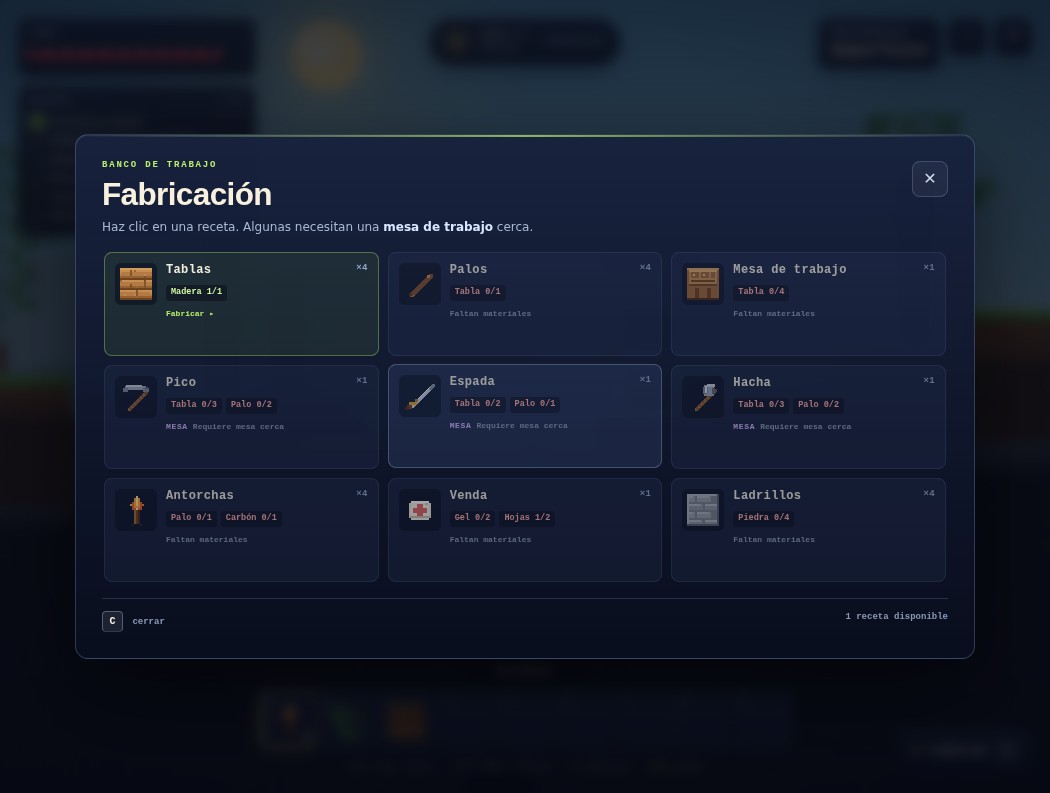 BANCO DE TRABAJO
Fabricación
Haz clic en una receta. Algunas necesitan una mesa de trabajo cerca.
✕
Tablas ×4
Madera 1/1
Fabricar ▸
Palos ×4
Tabla 0/1
Faltan materiales
Mesa de trabajo ×1
Tabla 0/4
Faltan materiales
Pico ×1
Tabla 0/3 Palo 0/2
MESA Requiere mesa cerca
Espada ×1
Tabla 0/2 Palo 0/1
MESA Requiere mesa cerca
Hacha ×1
Tabla 0/3 Palo 0/2
MESA Requiere mesa cerca
Antorchas ×4
Palo 0/1 Carbón 0/1
Faltan materiales
Venda ×1
Gel 0/2 Hojas 1/2
Faltan materiales
Ladrillos ×4
Piedra 0/4
Faltan materiales
C cerrar
1 receta disponible